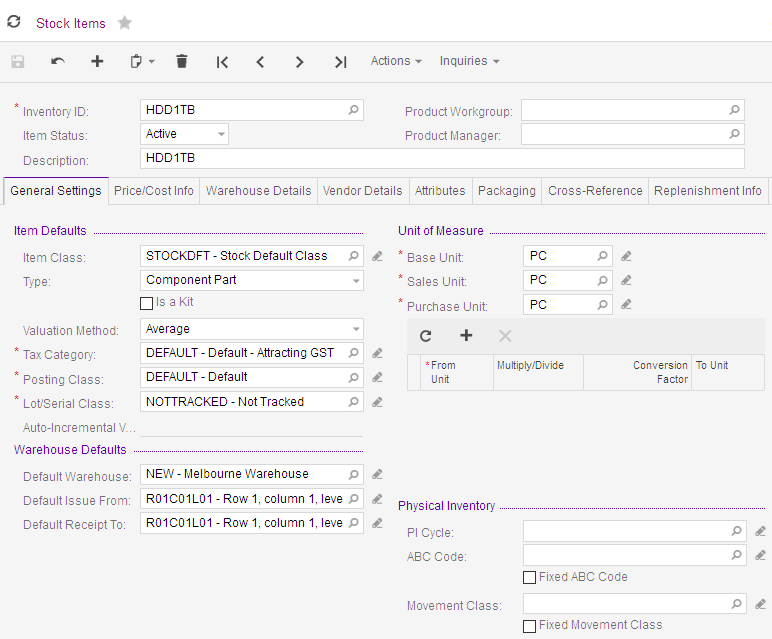 Stock Items
Actions Inquiries
* Inventory ID: HDD1TB Product Workgroup:
Item Status: Active Product Manager:
Description: HDD1TB
General Settings Price/Cost Info Warehouse Details Vendor Details Attributes Packaging Cross-Reference Replenishment Info
Item Defaults
Item Class: STOCKDFT - Stock Default Class
Type: Component Part
Is a Kit
Valuation Method: Average
* Tax Category: DEFAULT - Default - Attracting GST
* Posting Class: DEFAULT - Default
* Lot/Serial Class: NOTTRACKED - Not Tracked
Auto-Incremental V...
Warehouse Defaults
Default Warehouse: NEW - Melbourne Warehouse
Default Issue From: R01C01L01 - Row 1, column 1, leve
Default Receipt To: R01C01L01 - Row 1, column 1, leve
Unit of Measure
* Base Unit: PC
* Sales Unit: PC
* Purchase Unit: PC
* From Unit Multiply/Divide Conversion Factor To Unit
Physical Inventory
PI Cycle:
ABC Code:
Fixed ABC Code
Movement Class:
Fixed Movement Class